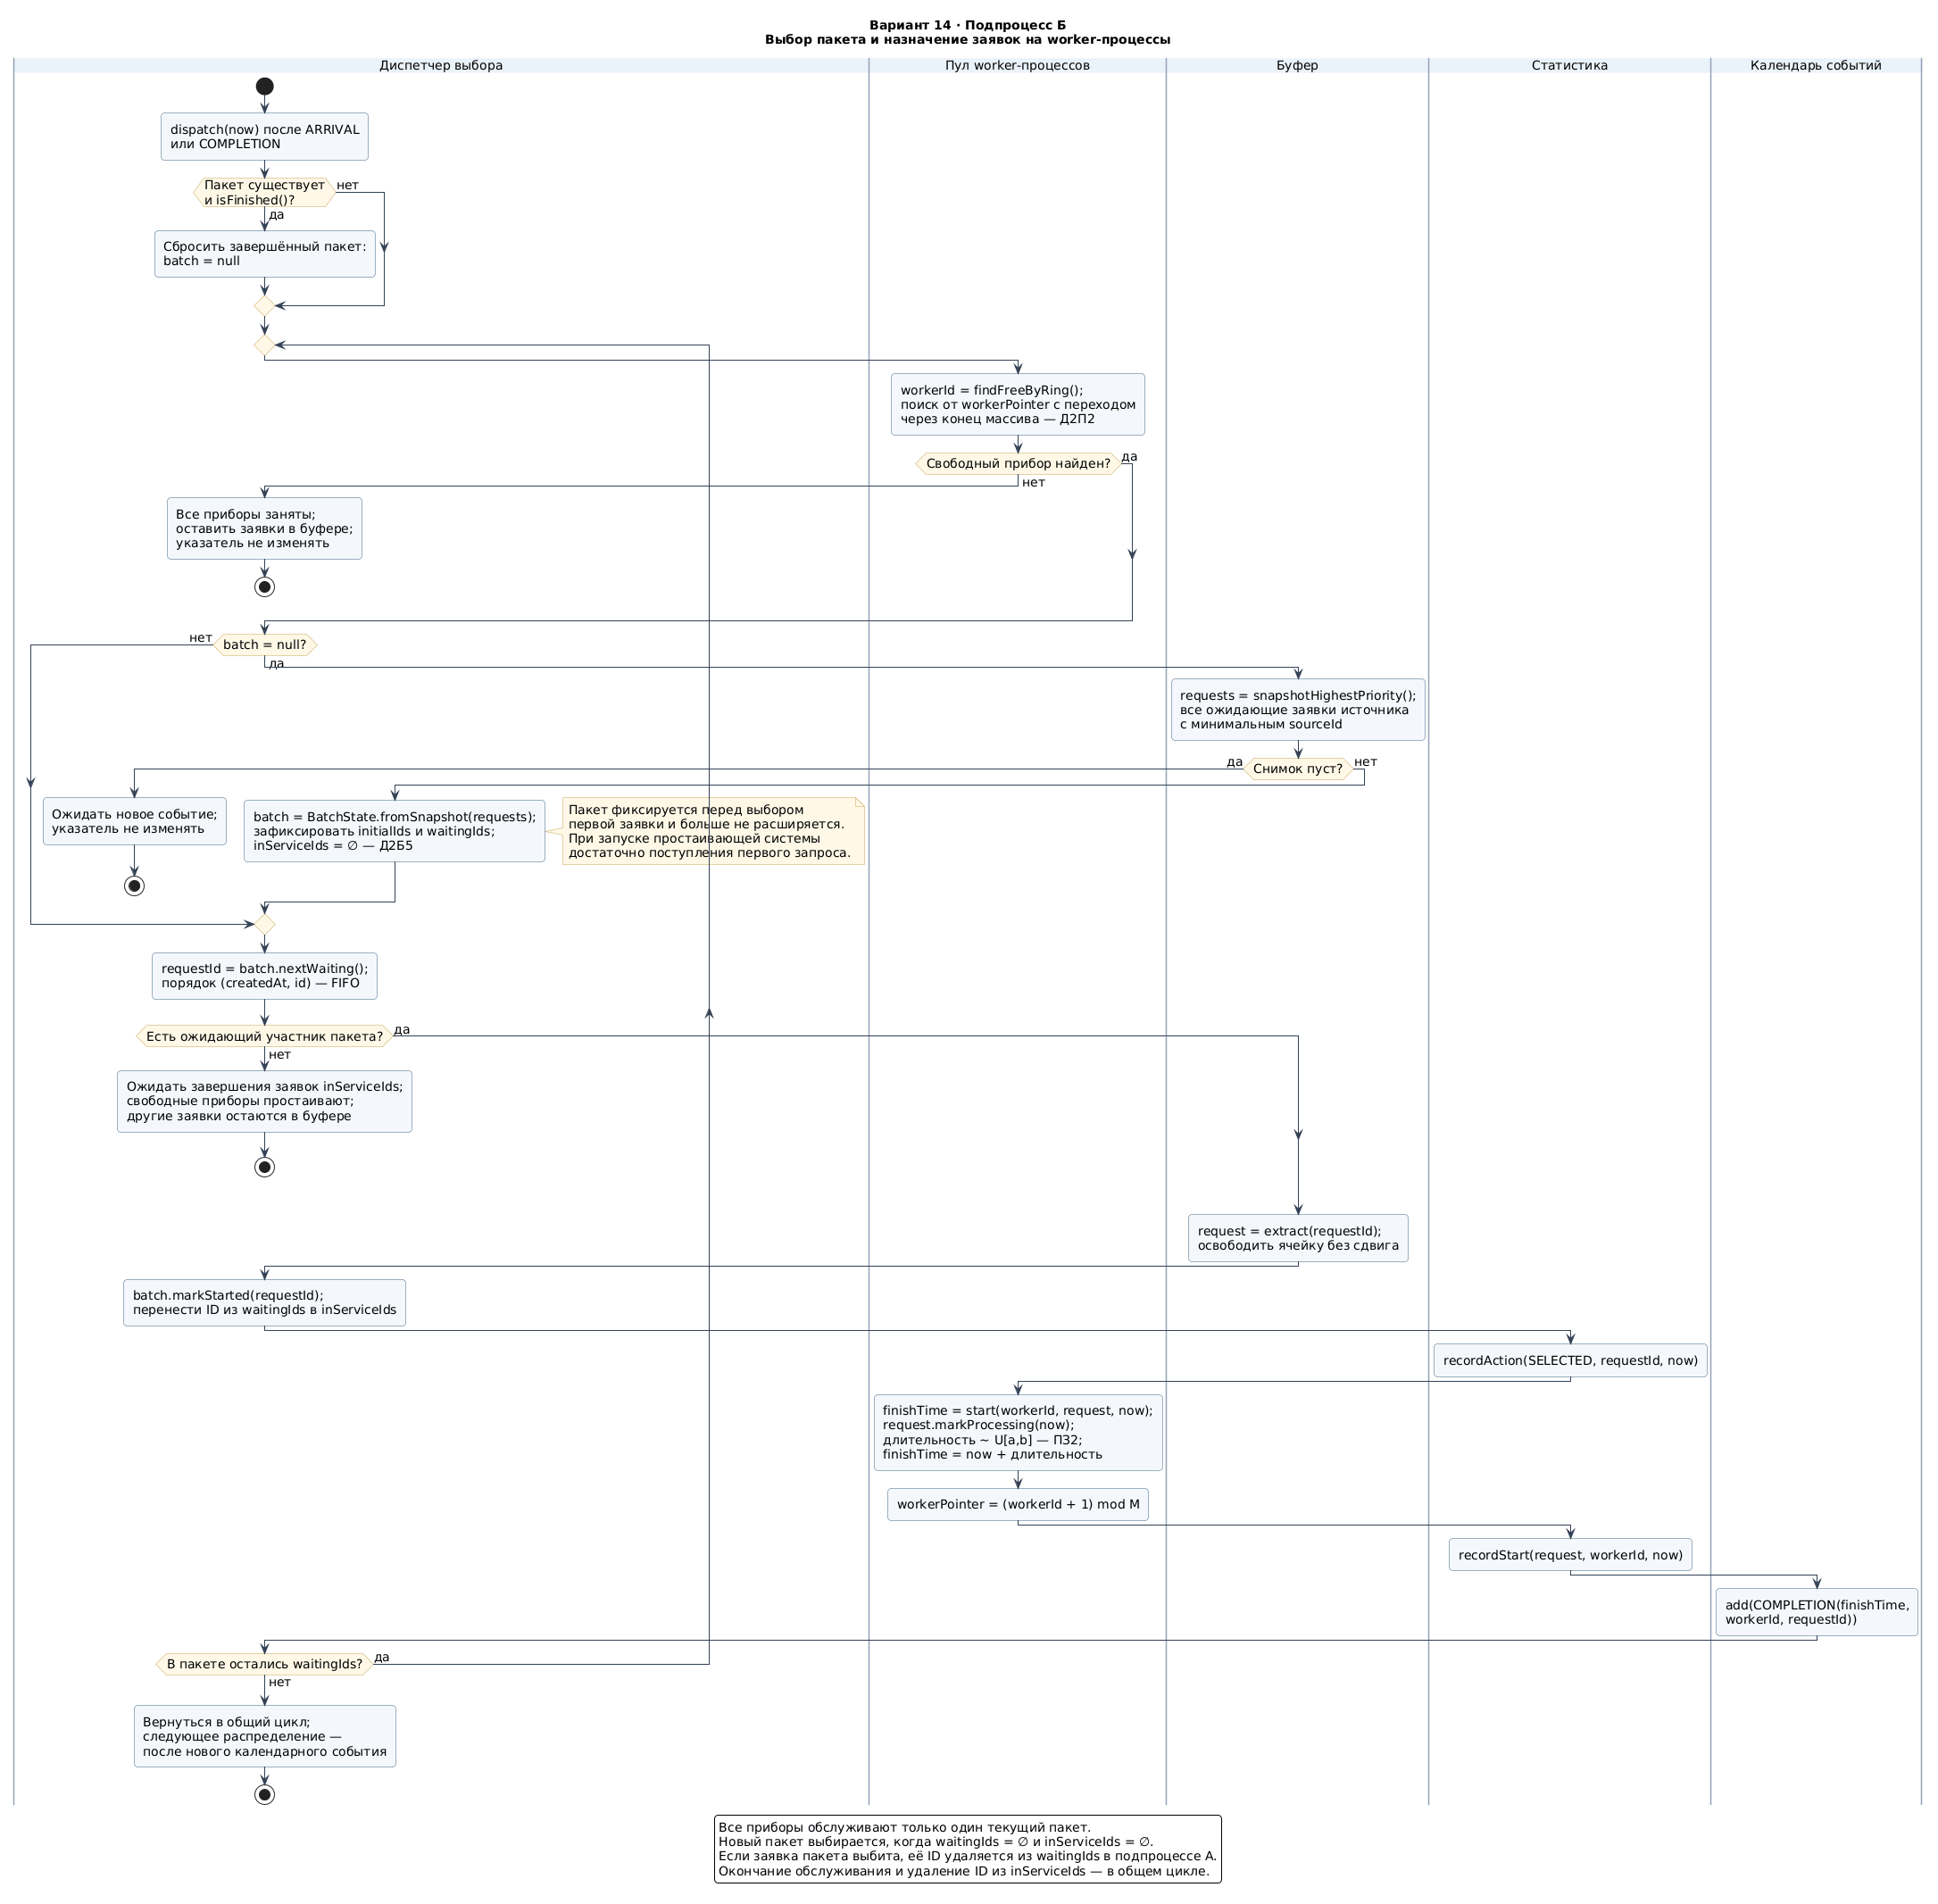 Вариант 14 · Подпроцесс Б
Выбор пакета и назначение заявок на worker-процессы
Диспетчер выбора
Пул worker-процессов
Буфер
Статистика
Календарь событий
dispatch(now) после ARRIVAL
или COMPLETION
Пакет существует
и isFinished()?
нет
да
Сбросить завершённый пакет:
batch = null
workerId = findFreeByRing();
поиск от workerPointer с переходом
через конец массива — Д2П2
Свободный прибор найден?
да
нет
Все приборы заняты;
оставить заявки в буфере;
указатель не изменять
нет
batch = null?
да
requests = snapshotHighestPriority();
все ожидающие заявки источника
с минимальным sourceId
да
Снимок пуст?
нет
Ожидать новое событие;
указатель не изменять
batch = BatchState.fromSnapshot(requests);
зафиксировать initialIds и waitingIds;
inServiceIds = ∅ — Д2Б5
Пакет фиксируется перед выбором
первой заявки и больше не расширяется.
При запуске простаивающей системы
достаточно поступления первого запроса.
requestId = batch.nextWaiting();
порядок (createdAt, id) — FIFO
Есть ожидающий участник пакета?
да
нет
Ожидать завершения заявок inServiceIds;
свободные приборы простаивают;
другие заявки остаются в буфере
request = extract(requestId);
освободить ячейку без сдвига
batch.markStarted(requestId);
перенести ID из waitingIds в inServiceIds
recordAction(SELECTED, requestId, now)
finishTime = start(workerId, request, now);
request.markProcessing(now);
длительность ~ U[a,b] — ПЗ2;
finishTime = now + длительность
workerPointer = (workerId + 1) mod M
recordStart(request, workerId, now)
add(COMPLETION(finishTime,
workerId, requestId))
В пакете остались waitingIds?
да
нет
Вернуться в общий цикл;
следующее распределение —
после нового календарного события
Все приборы обслуживают только один текущий пакет.
Новый пакет выбирается, когда waitingIds = ∅ и inServiceIds = ∅.
Если заявка пакета выбита, её ID удаляется из waitingIds в подпроцессе А.
Окончание обслуживания и удаление ID из inServiceIds — в общем цикле.